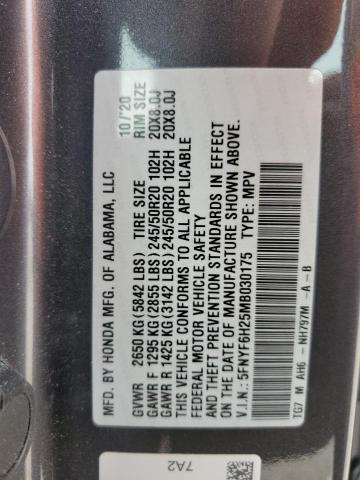 MFG. BY HONDA MFG. OF ALABAMA, LLC 10/'20
GVWR 2650 KG (5842 LBS) TIRE SIZE RIM SIZE
GAWR F 1295 KG (2855 LBS) 245/50R20 102H 20X8.0J
GAWR R 1425 KG (3142 LBS) 245/50R20 102H 20X8.0J
THIS VEHICLE CONFORMS TO ALL APPLICABLE
FEDERAL MOTOR VEHICLE SAFETY
AND THEFT PREVENTION STANDARDS IN EFFECT
ON THE DATE OF MANUFACTURE SHOWN ABOVE.
V.I.N.: 5FNYF6H25MB030175 TYPE: MPV
TG7 M AH6 - NH797M -A-B
7A2